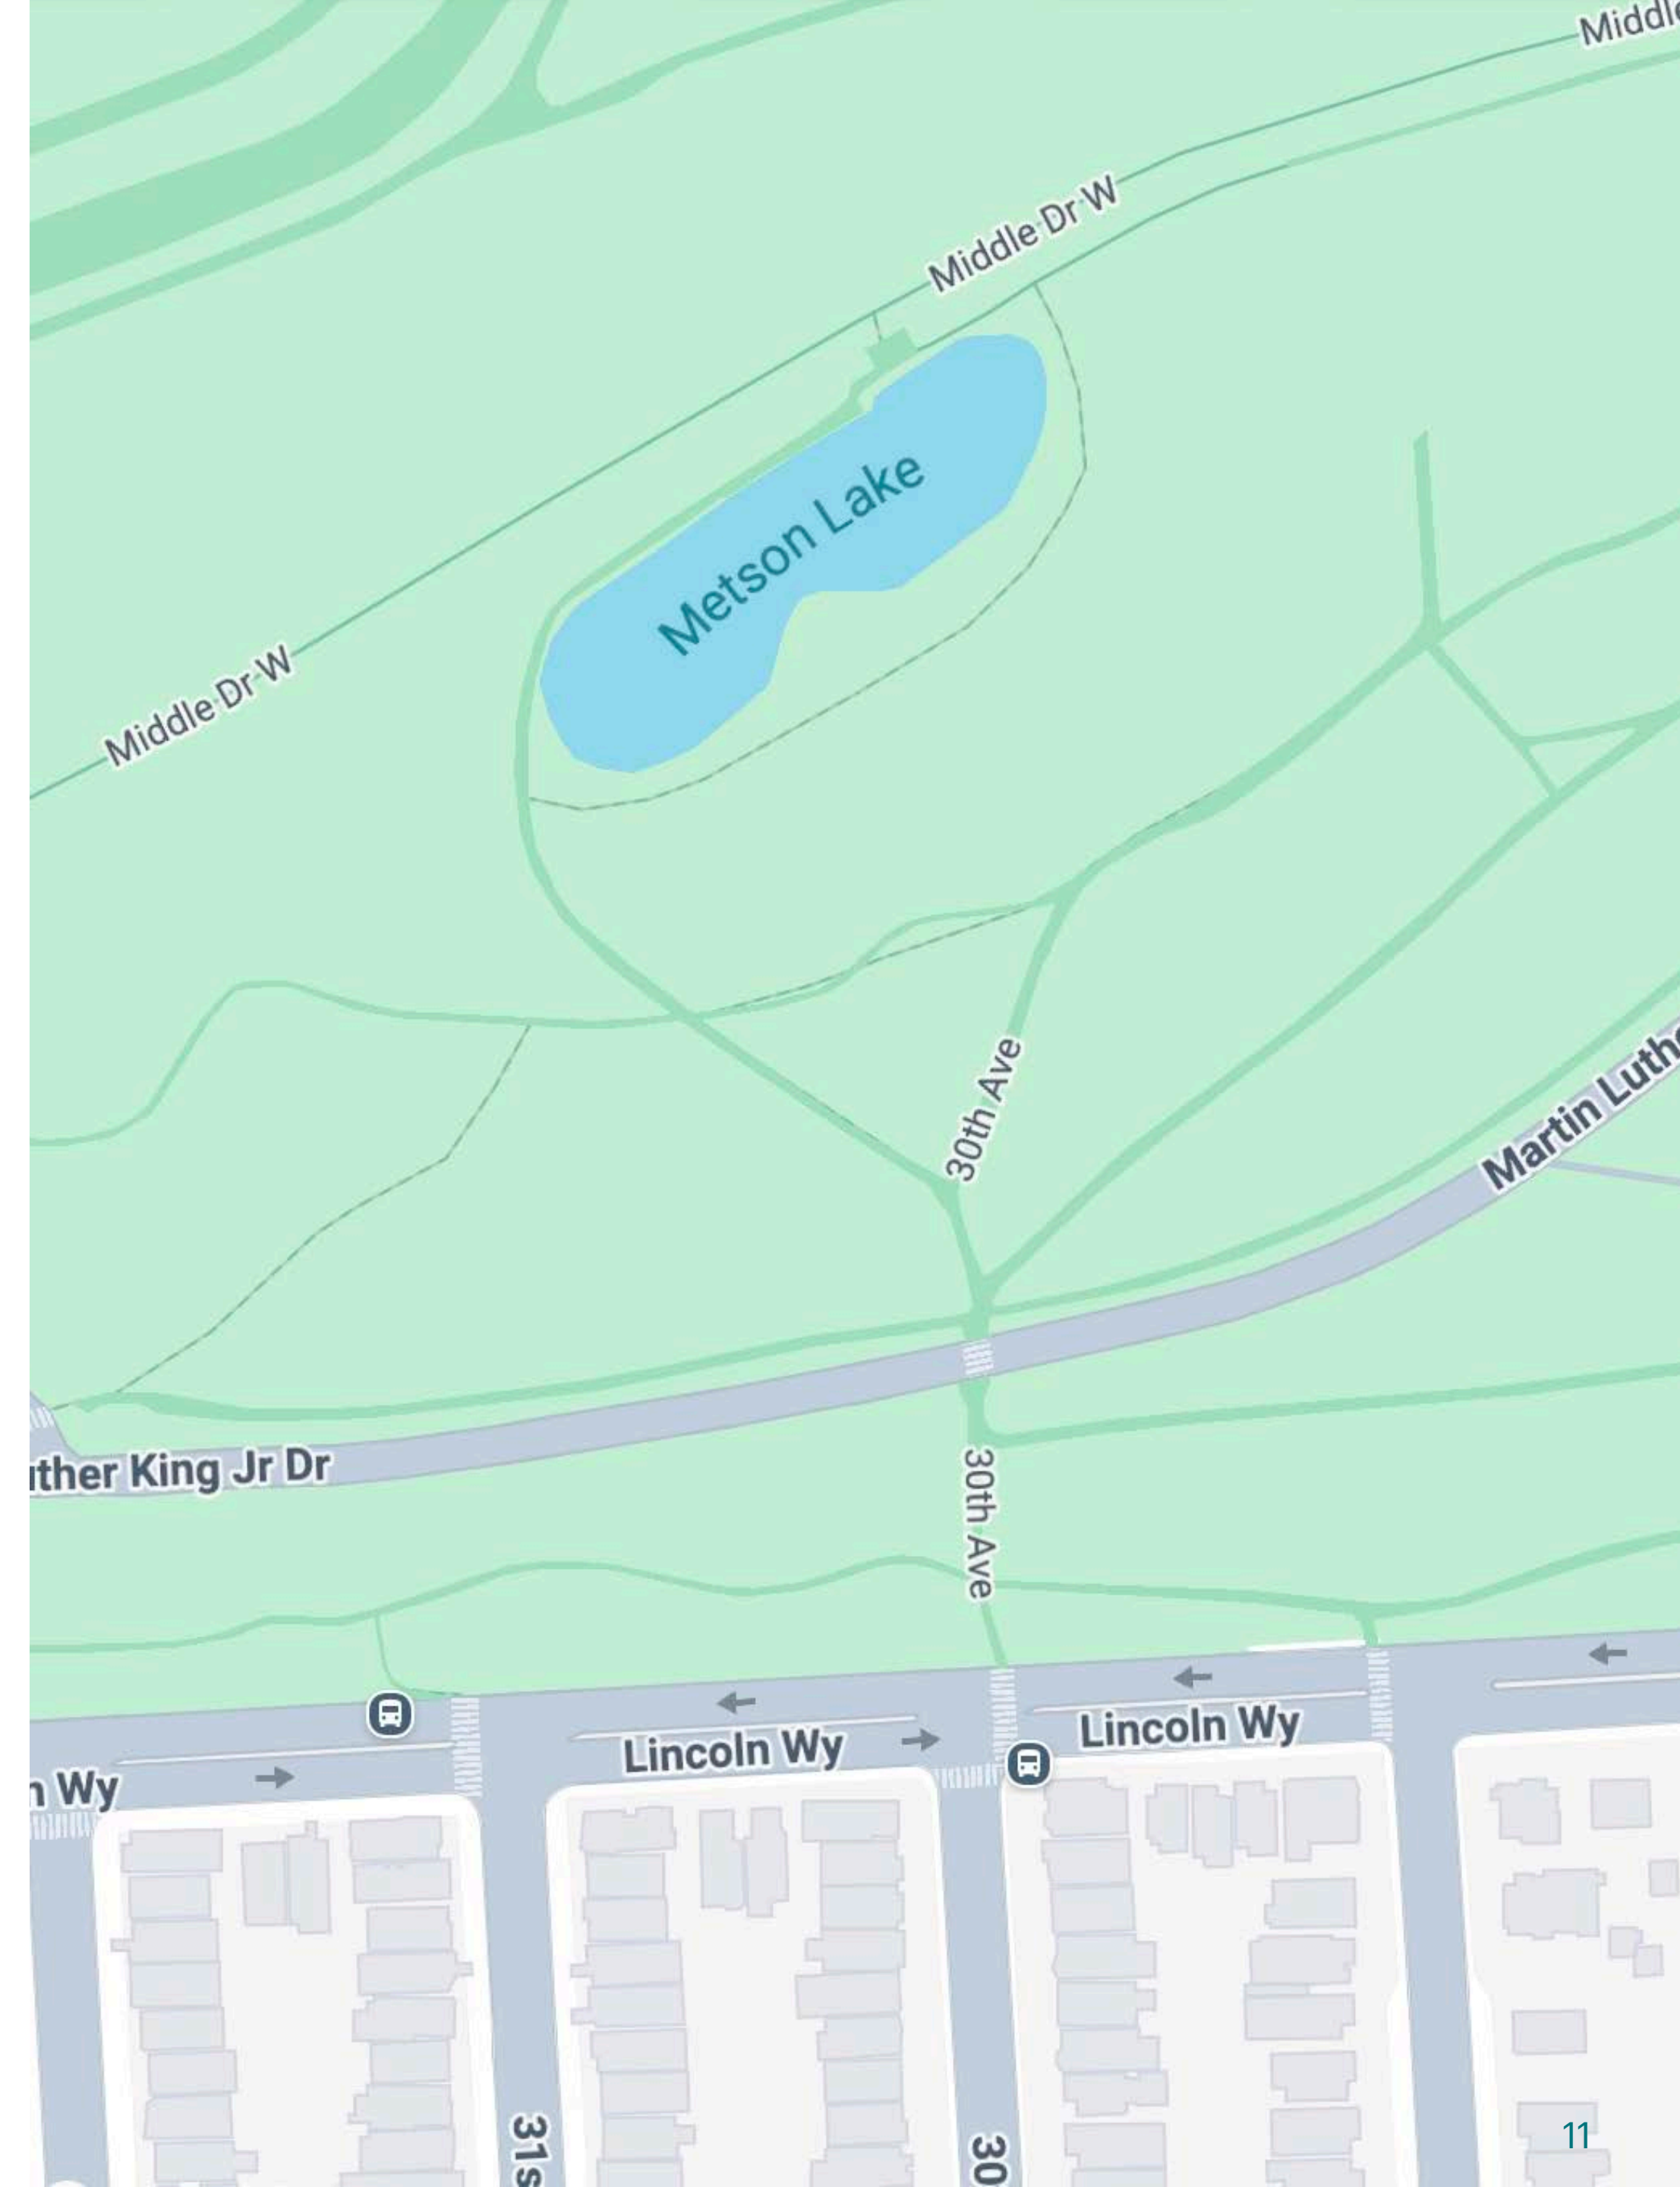 Middle
Middle Dr W
Metson Lake
Middle Dr W
30th Ave
Martin Luthe
ther King Jr Dr
30th Ave
Lincoln Wy
Lincoln Wy
n Wy
11
31s
30